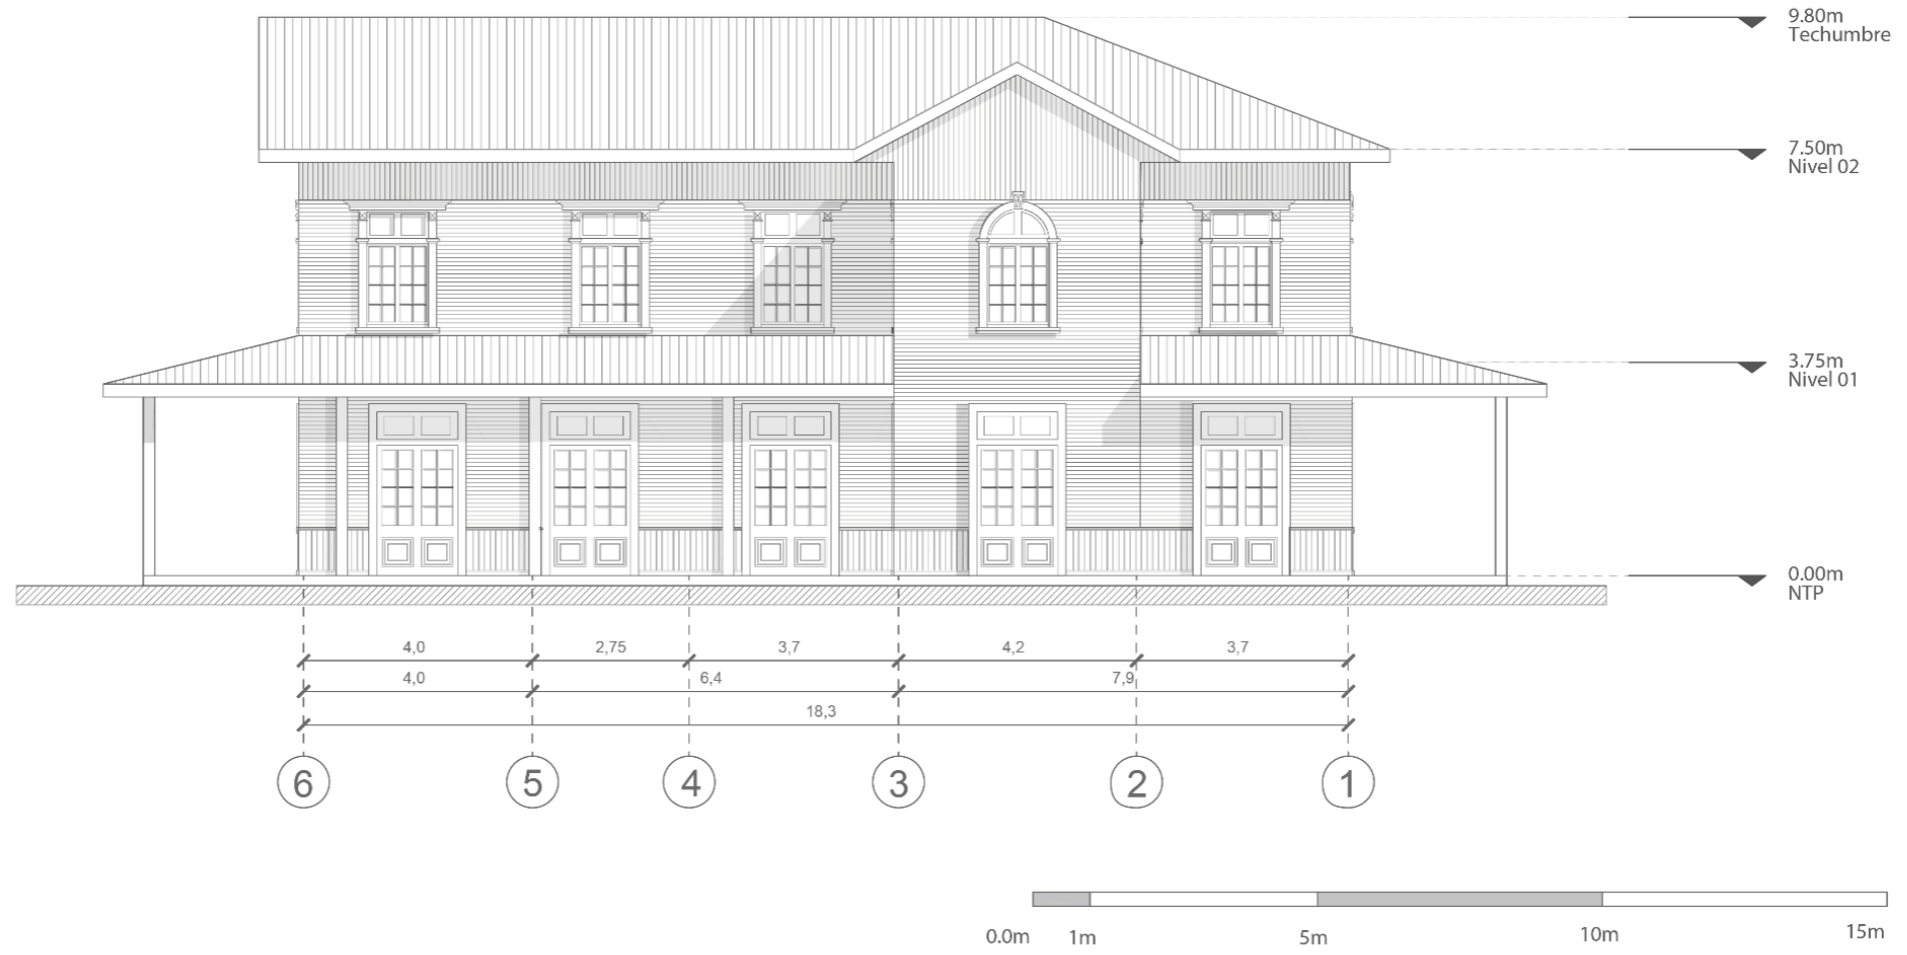 9.80m
Techumbre
7.50m
Nivel 02
3.75m
Nivel 01
0.00m
NTP
4,0
2,75
3,7
4,2
3,7
4,0
6,4
7,9
18,3
6
5
4
3
2
1
0.0m
1m
5m
10m
15m